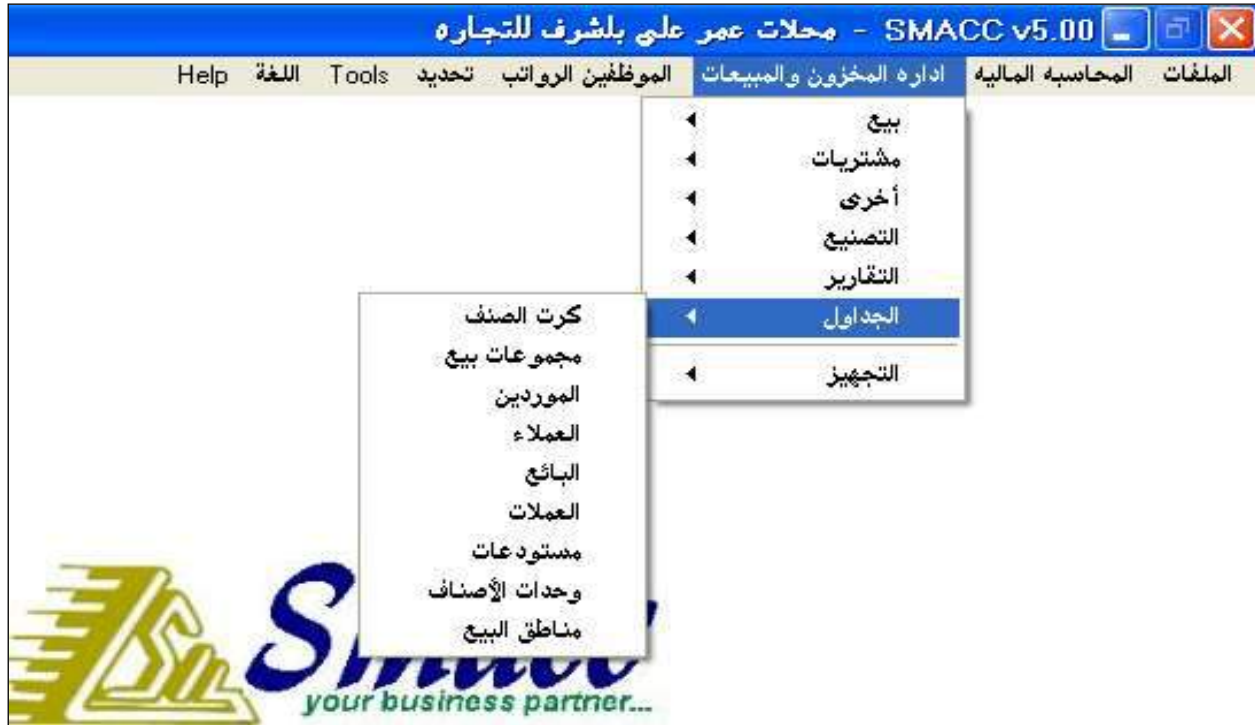 محلات عمر علي بلشرف للتجاره - SMACC v5.00
الملفات المحاسبه الماليه اداره المخزون والمبيعات الموظفين الرواتب تحديد Tools اللغة Help
بيع
مشتريات
أخرى
التصنيع
التقارير
الجداول
التجهيز
كرت الصنف
مجموعات بيع
الموردين
العملاء
البائع
العملات
مستودعات
وحدات الأصناف
مناطق البيع
Smacc
your business partner...